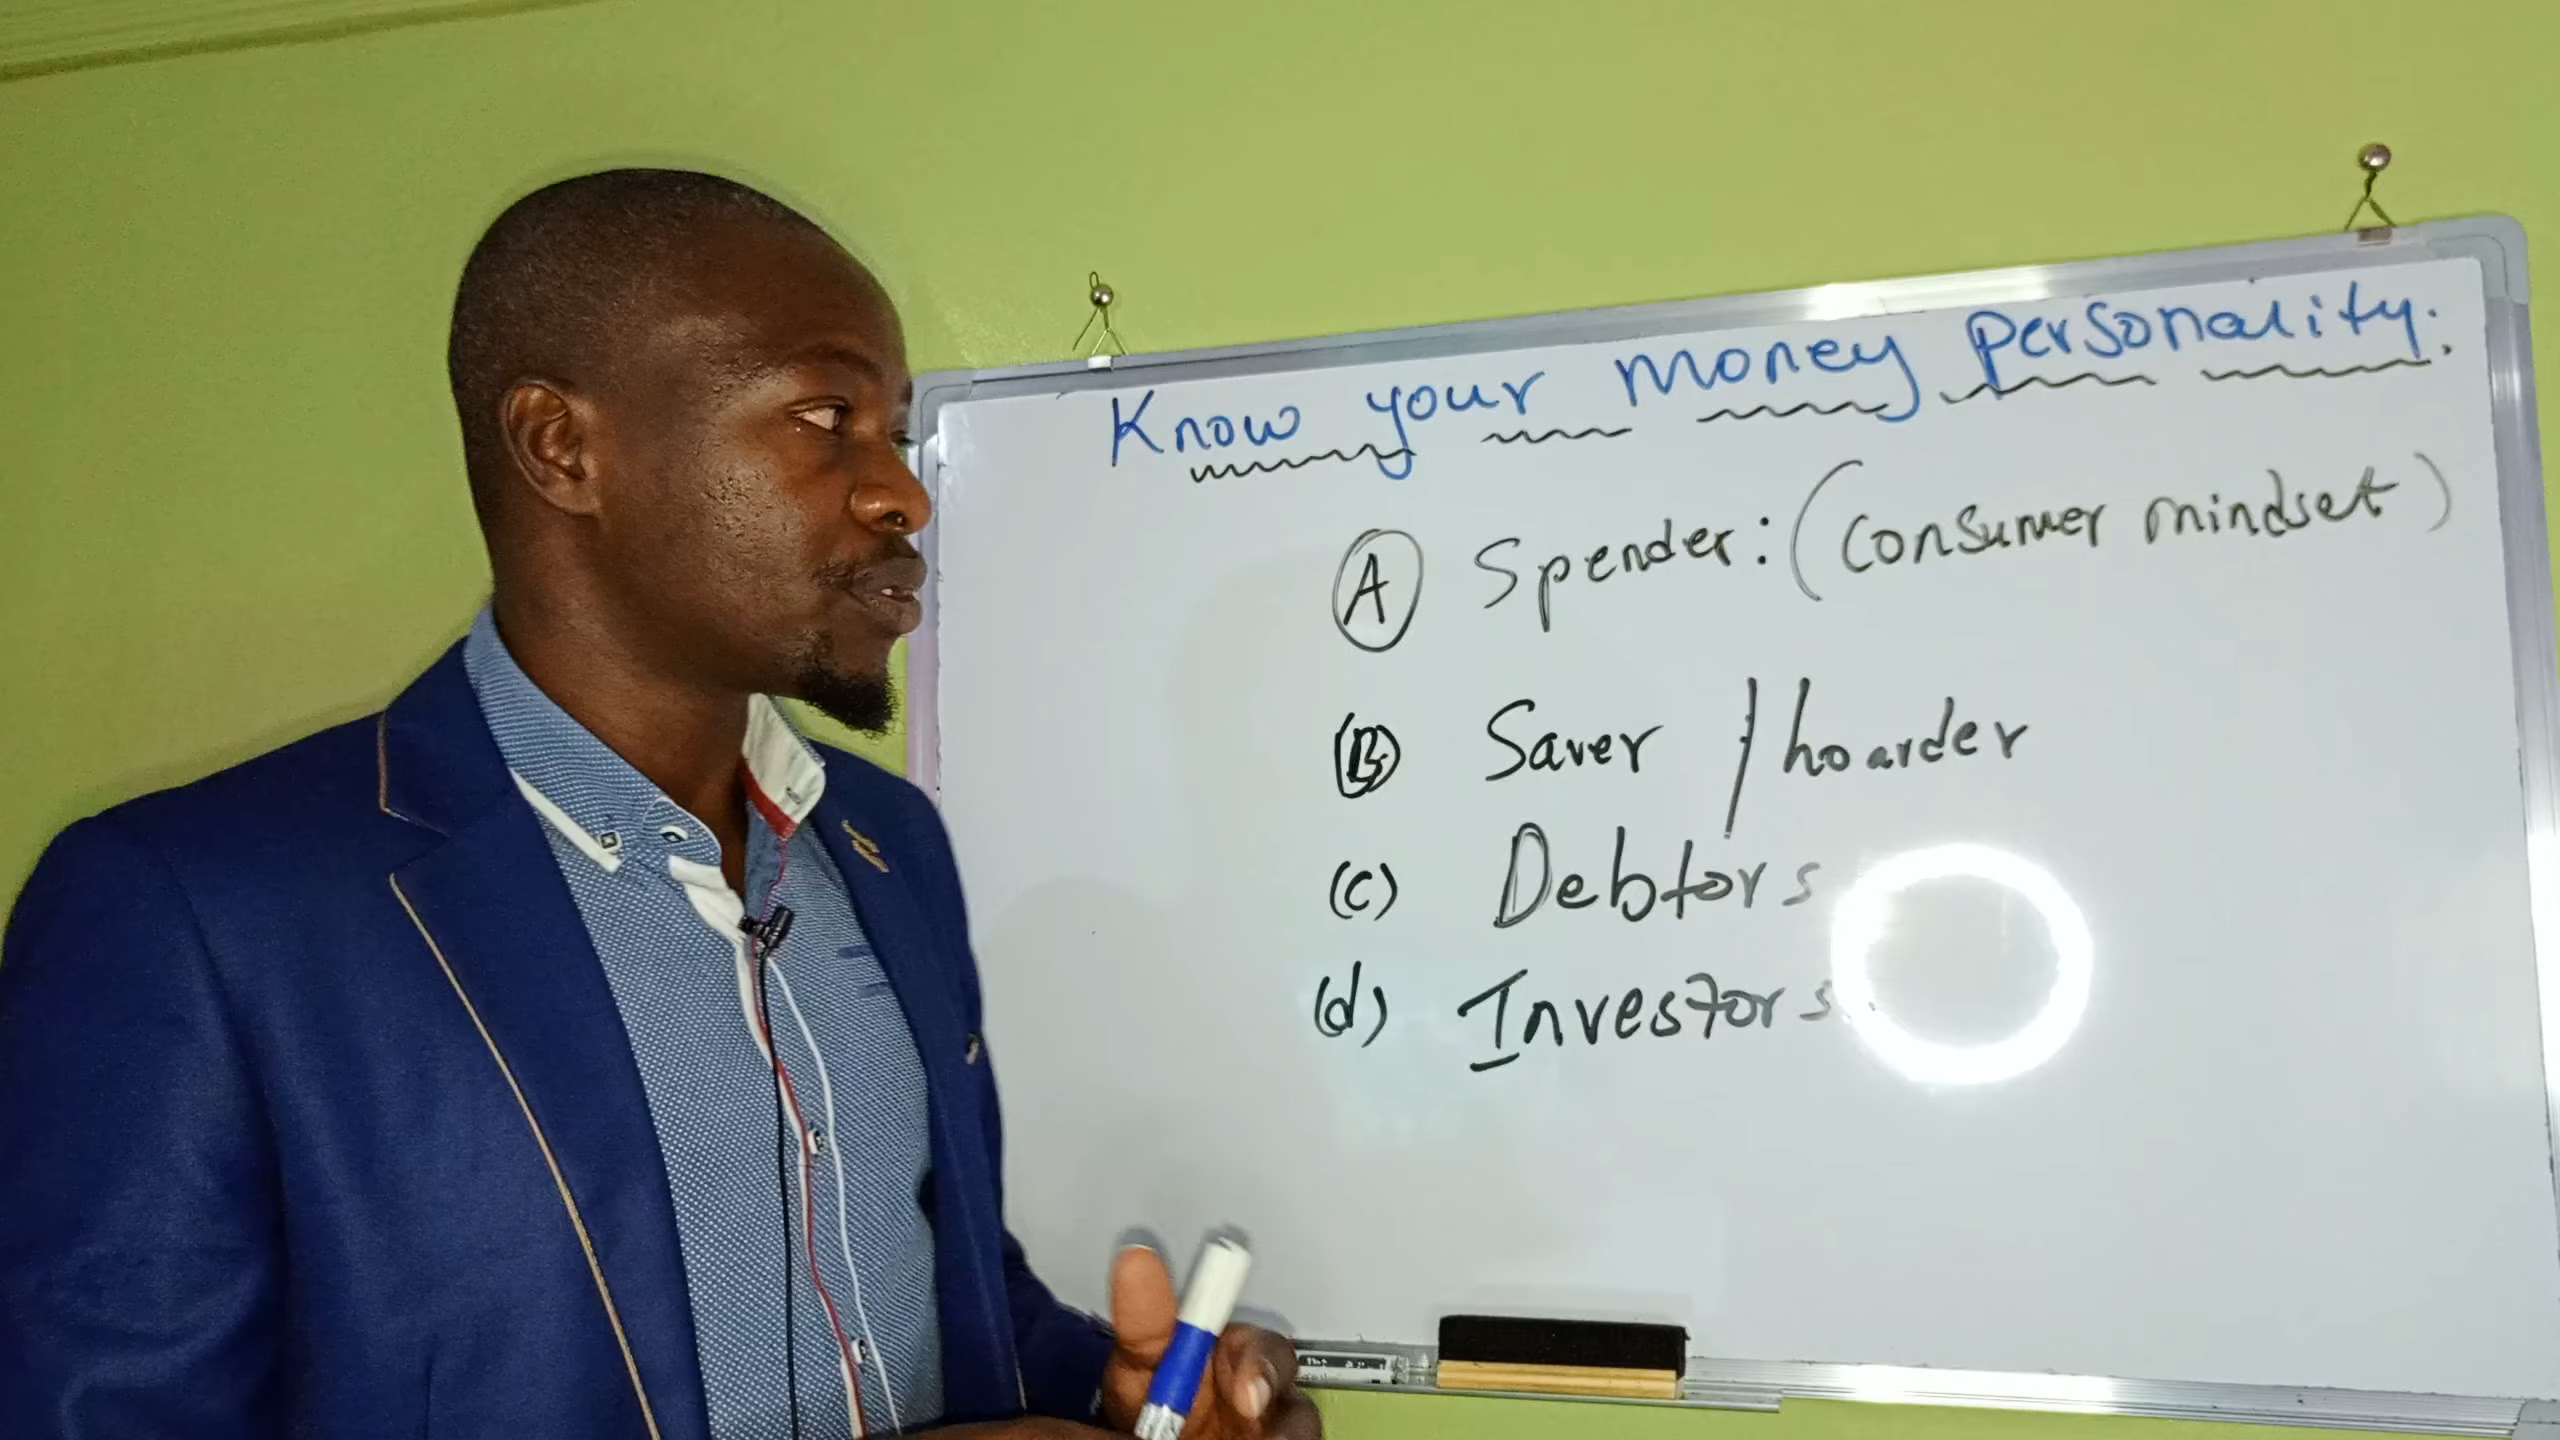 Know your money personality.
(A) Spender: (Consumer mindset)
(B) Saver / hoarder
(c) Debtors
(d) Investors.